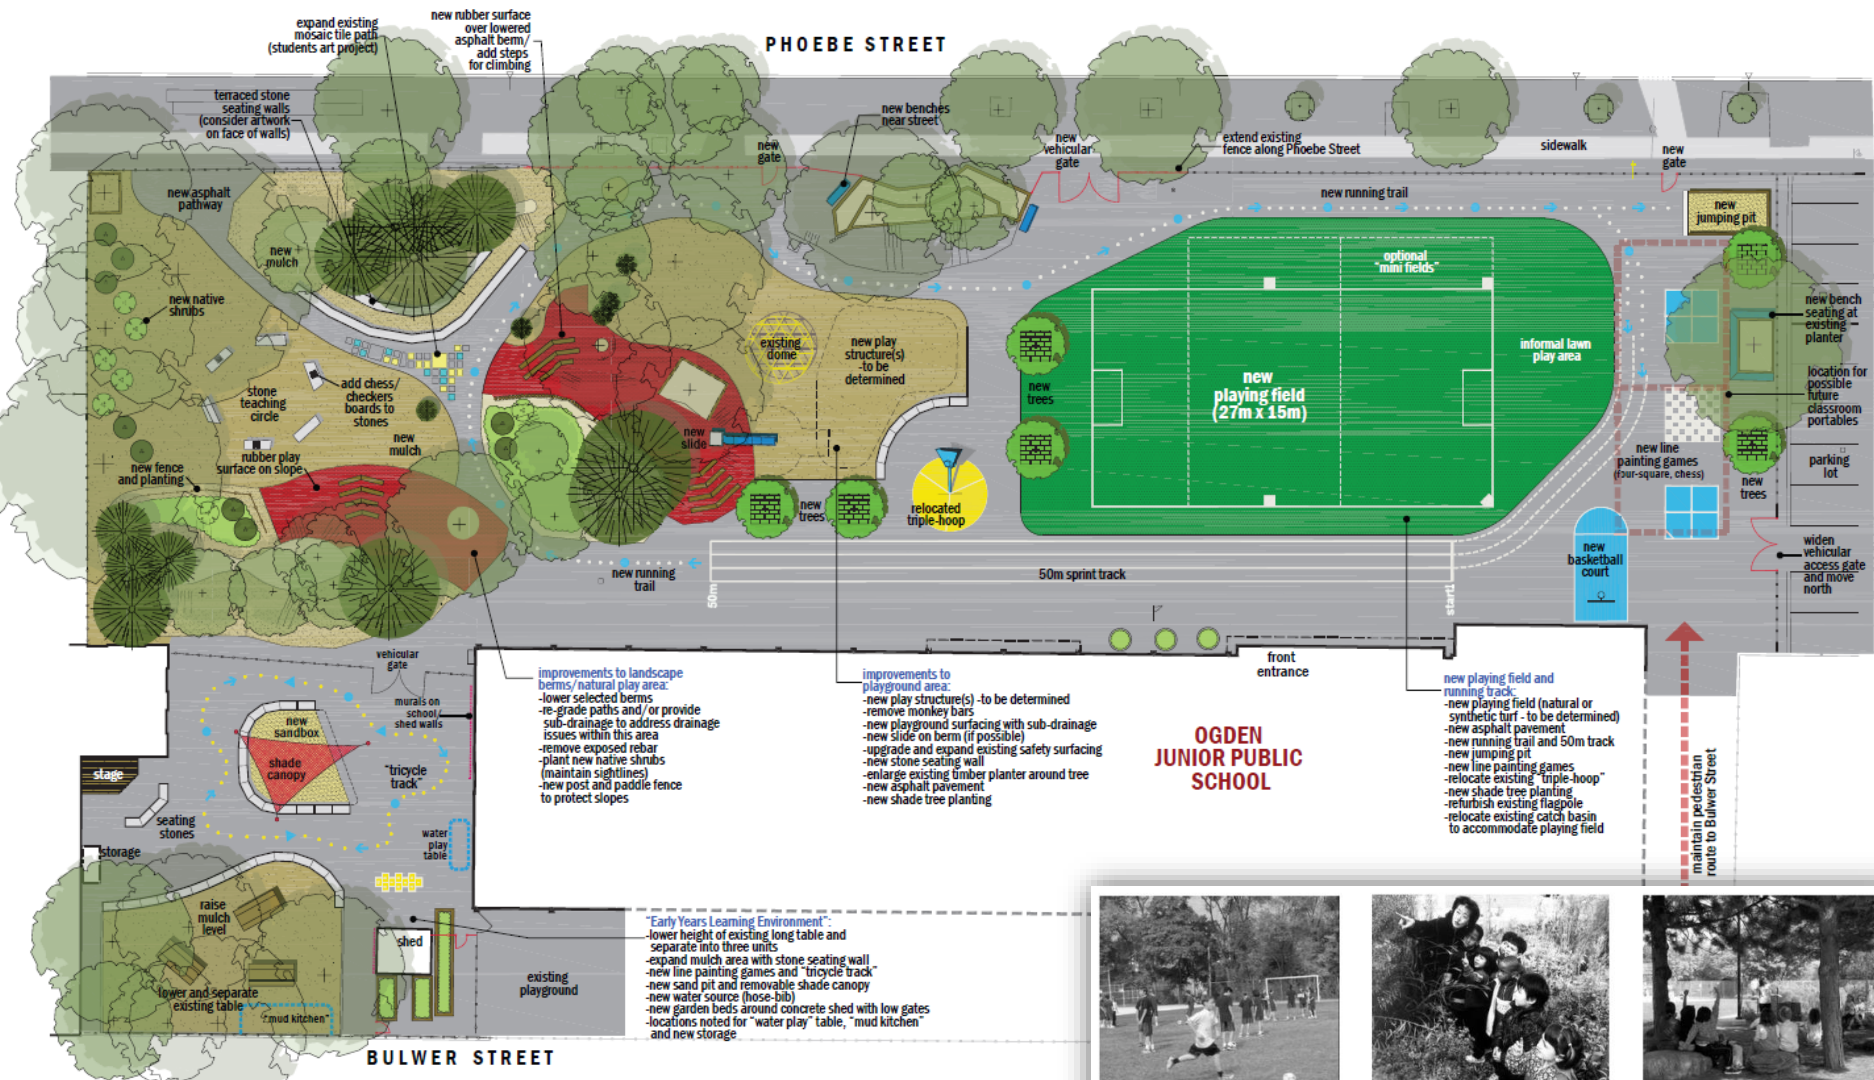 PHOEBE STREET
expand existing
mosaic tile path
(students art project)
new rubber surface
over lowered
asphalt berm/
add steps
for climbing
terraced stone
seating walls
(consider artwork
on face of walls)
new benches
near street
new
gate
new
vehicular
gate
extend existing
fence along Phoebe Street
sidewalk
new
gate
new asphalt
pathway
new running trail
new
jumping pit
new
mulch
optional
"mini fields"
new native
shrubs
new bench
seating at
existing
planter
existing
dome
new play
structure(s)
-to be
determined
informal lawn
play area
stone
teaching
circle
add chess/
checkers
boards to
stones
new
trees
new
playing field
(27m x 15m)
location for
possible
future
classroom
portables
new
mulch
new
slide
rubber play
surface on slope
new fence
and planting
new line
painting games
(four-square, chess)
parking
lot
new
trees
new
trees
relocated
triple-hoop
widen
vehicular
access gate
and move
north
new
basketball
court
new running
trail
50m
50m sprint track
start
vehicular
gate
front
entrance
murals on
school/
shed walls
new
sandbox
shade
canopy
"tricycle
track"
stage
seating
stones
water
play
table
storage
improvements to landscape
berms/natural play area:
-lower selected berms
-re-grade paths and/or provide
sub-drainage to address drainage
issues within this area
-remove exposed rebar
-plant new native shrubs
(maintain sightlines)
-new post and paddle fence
to protect slopes
improvements to
playground area:
-new play structure(s) -to be determined
-remove monkey bars
-new playground surfacing with sub-drainage
-new slide on berm (if possible)
-upgrade and expand existing safety surfacing
-new stone seating wall
-enlarge existing timber planter around tree
-new asphalt pavement
-new shade tree planting
OGDEN
JUNIOR PUBLIC
SCHOOL
new playing field and
running track:
-new playing field (natural or
synthetic turf - to be determined)
-new asphalt pavement
-new running trail and 50m track
-new jumping pit
-new line painting games
-relocate existing "triple-hoop"
-new shade tree planting
-refurbish existing flagpole
-relocate existing catch basin
to accommodate playing field
maintain pedestrian
route to Bulwer Street
raise
mulch
level
shed
lower and separate
existing table
"mud kitchen"
existing
playground
"Early Years Learning Environment":
-lower height of existing long table and
separate into three units
-expand mulch area with stone seating wall
-new line painting games and "tricycle track"
-new sand pit and removable shade canopy
-new water source (hose-bib)
-new garden beds around concrete shed with low gates
-locations noted for "water play" table, "mud kitchen"
and new storage
BULWER STREET